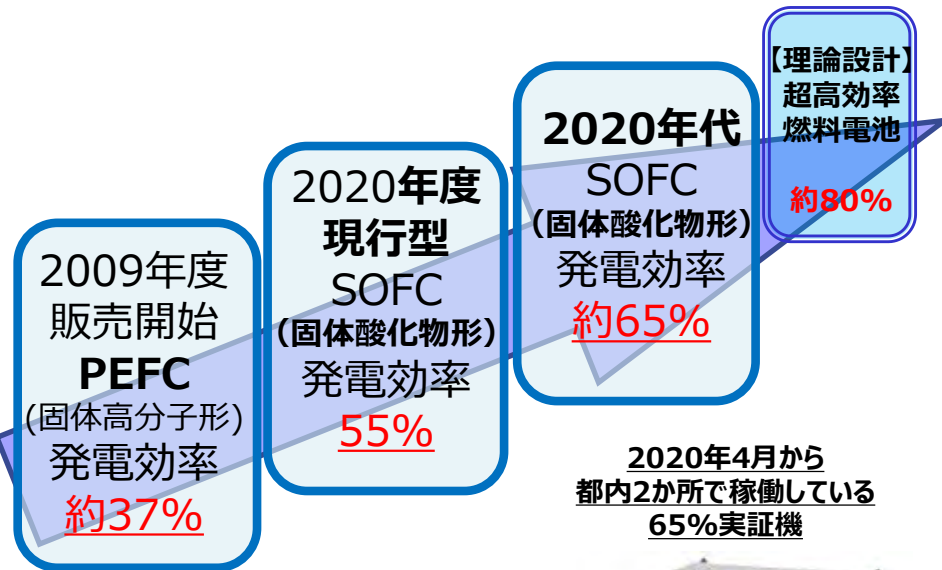 2009年度
販売開始
PEFC
(固体高分子形)
発電効率
約37%
2020年度
現行型
SOFC
(固体酸化物形)
発電効率
55%
2020年代
SOFC
(固体酸化物形)
発電効率
約65%
【理論設計】
超高効率
燃料電池
約80%
2020年4月から
都内2か所で稼働している
65%実証機